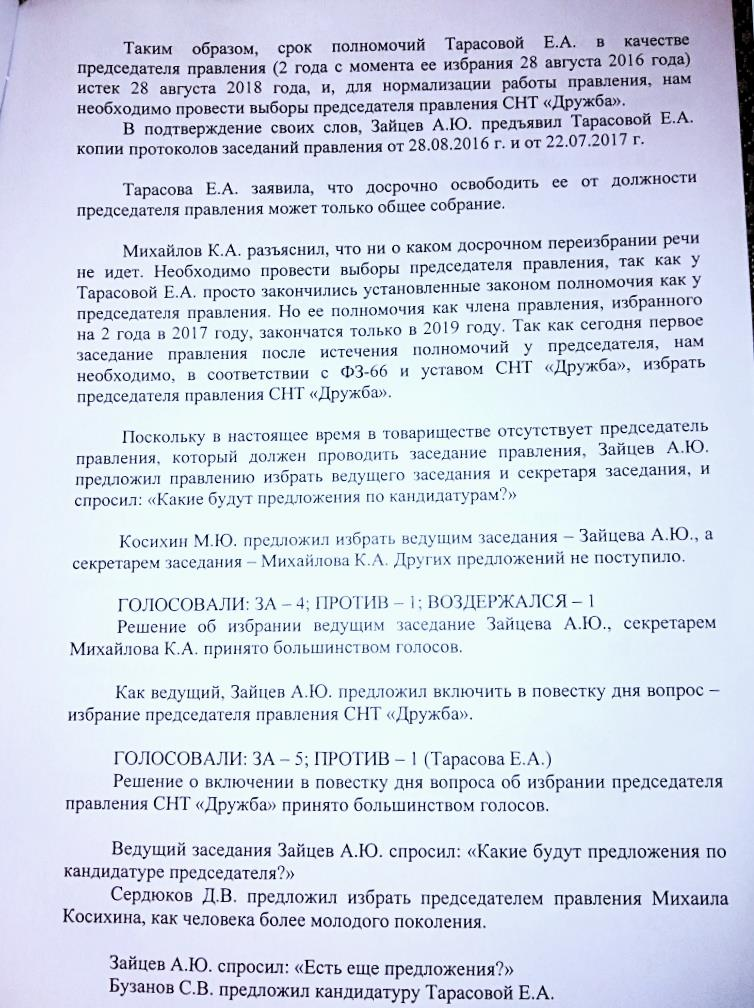 Таким образом, срок полномочий Тарасовой Е.А. в качестве
председателя правления (2 года с момента ее избрания 28 августа 2016 года)
истек 28 августа 2018 года, и, для нормализации работы правления, нам
необходимо провести выборы председателя правления СНТ «Дружба».
В подтверждение своих слов, Зайцев А.Ю. предъявил Тарасовой Е.А.
копии протоколов заседаний правления от 28.08.2016 г. и от 22.07.2017 г.
Тарасова Е.А. заявила, что досрочно освободить ее от должности
председателя правления может только общее собрание.
Михайлов К.А. разъяснил, что ни о каком досрочном переизбрании речи
не идет. Необходимо провести выборы председателя правления, так как у
Тарасовой Е.А. просто закончились установленные законом полномочия как у
председателя правления. Но ее полномочия как члена правления, избранного
на 2 года в 2017 году, закончатся только в 2019 году. Так как сегодня первое
заседание правления после истечения полномочий у председателя, нам
необходимо, в соответствии с ФЗ-66 и уставом СНТ «Дружба», избрать
председателя правления СНТ «Дружба».
Поскольку в настоящее время в товариществе отсутствует председатель
правления, который должен проводить заседание правления, Зайцев А.Ю.
предложил правлению избрать ведущего заседания и секретаря заседания, и
спросил: «Какие будут предложения по кандидатурам?»
Косихин М.Ю. предложил избрать ведущим заседания – Зайцева А.Ю., а
секретарем заседания – Михайлова К.А. Других предложений не поступило.
ГОЛОСОВАЛИ: ЗА – 4; ПРОТИВ – 1; ВОЗДЕРЖАЛСЯ – 1
Решение об избрании ведущим заседание Зайцева А.Ю., секретарем
Михайлова К.А. принято большинством голосов.
Как ведущий, Зайцев А.Ю. предложил включить в повестку дня вопрос –
избрание председателя правления СНТ «Дружба».
ГОЛОСОВАЛИ: ЗА – 5; ПРОТИВ – 1 (Тарасова Е.А.)
Решение о включении в повестку дня вопроса об избрании председателя
правления СНТ «Дружба» принято большинством голосов.
Ведущий заседания Зайцев А.Ю. спросил: «Какие будут предложения по
кандидатуре председателя?»
Сердюков Д.В. предложил избрать председателем правления Михаила
Косихина, как человека более молодого поколения.
Зайцев А.Ю. спросил: «Есть еще предложения?»
Бузанов С.В. предложил кандидатуру Тарасовой Е.А.